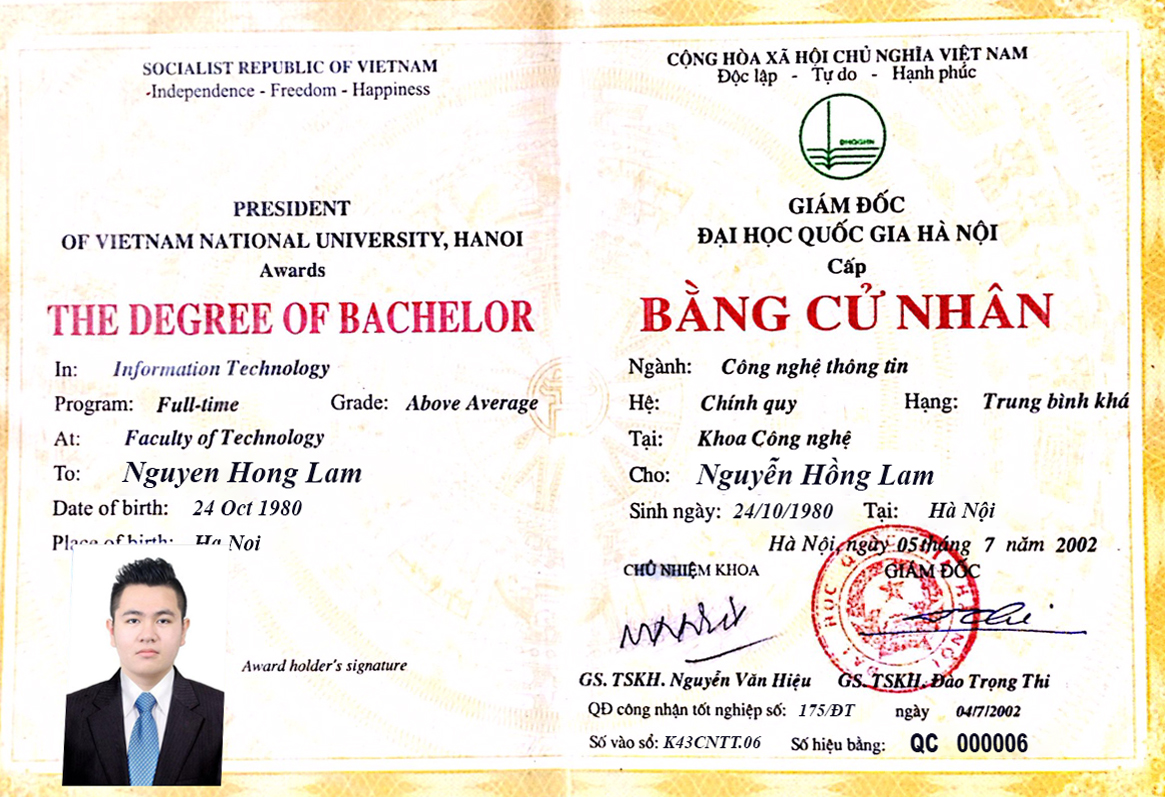 SOCIALIST REPUBLIC OF VIETNAM
Independence - Freedom - Happiness
PRESIDENT
OF VIETNAM NATIONAL UNIVERSITY, HANOI
Awards
THE DEGREE OF BACHELOR
In: Information Technology
Program: Full-time Grade: Above Average
At: Faculty of Technology
To: Nguyen Hong Lam
Date of birth: 24 Oct 1980
Place of birth: Ha Noi
Award holder's signature
CỘNG HÒA XÃ HỘI CHỦ NGHĨA VIỆT NAM
Độc lập - Tự do - Hạnh phúc
ĐHQGHN
GIÁM ĐỐC
ĐẠI HỌC QUỐC GIA HÀ NỘI
Cấp
BẰNG CỬ NHÂN
Ngành: Công nghệ thông tin
Hệ: Chính quy Hạng: Trung bình khá
Tại: Khoa Công nghệ
Cho: Nguyễn Hồng Lam
Sinh ngày: 24/10/1980 Tại: Hà Nội
Hà Nội, ngày 05 tháng 7 năm 2002
CHỦ NHIỆM KHOA GIÁM ĐỐC
GS. TSKH. Nguyễn Văn Hiệu GS. TSKH. Đào Trọng Thi
QĐ công nhận tốt nghiệp số: 175/ĐT ngày 04/7/2002
Số vào sổ: K43CNTT.06 Số hiệu bằng: QC 000006